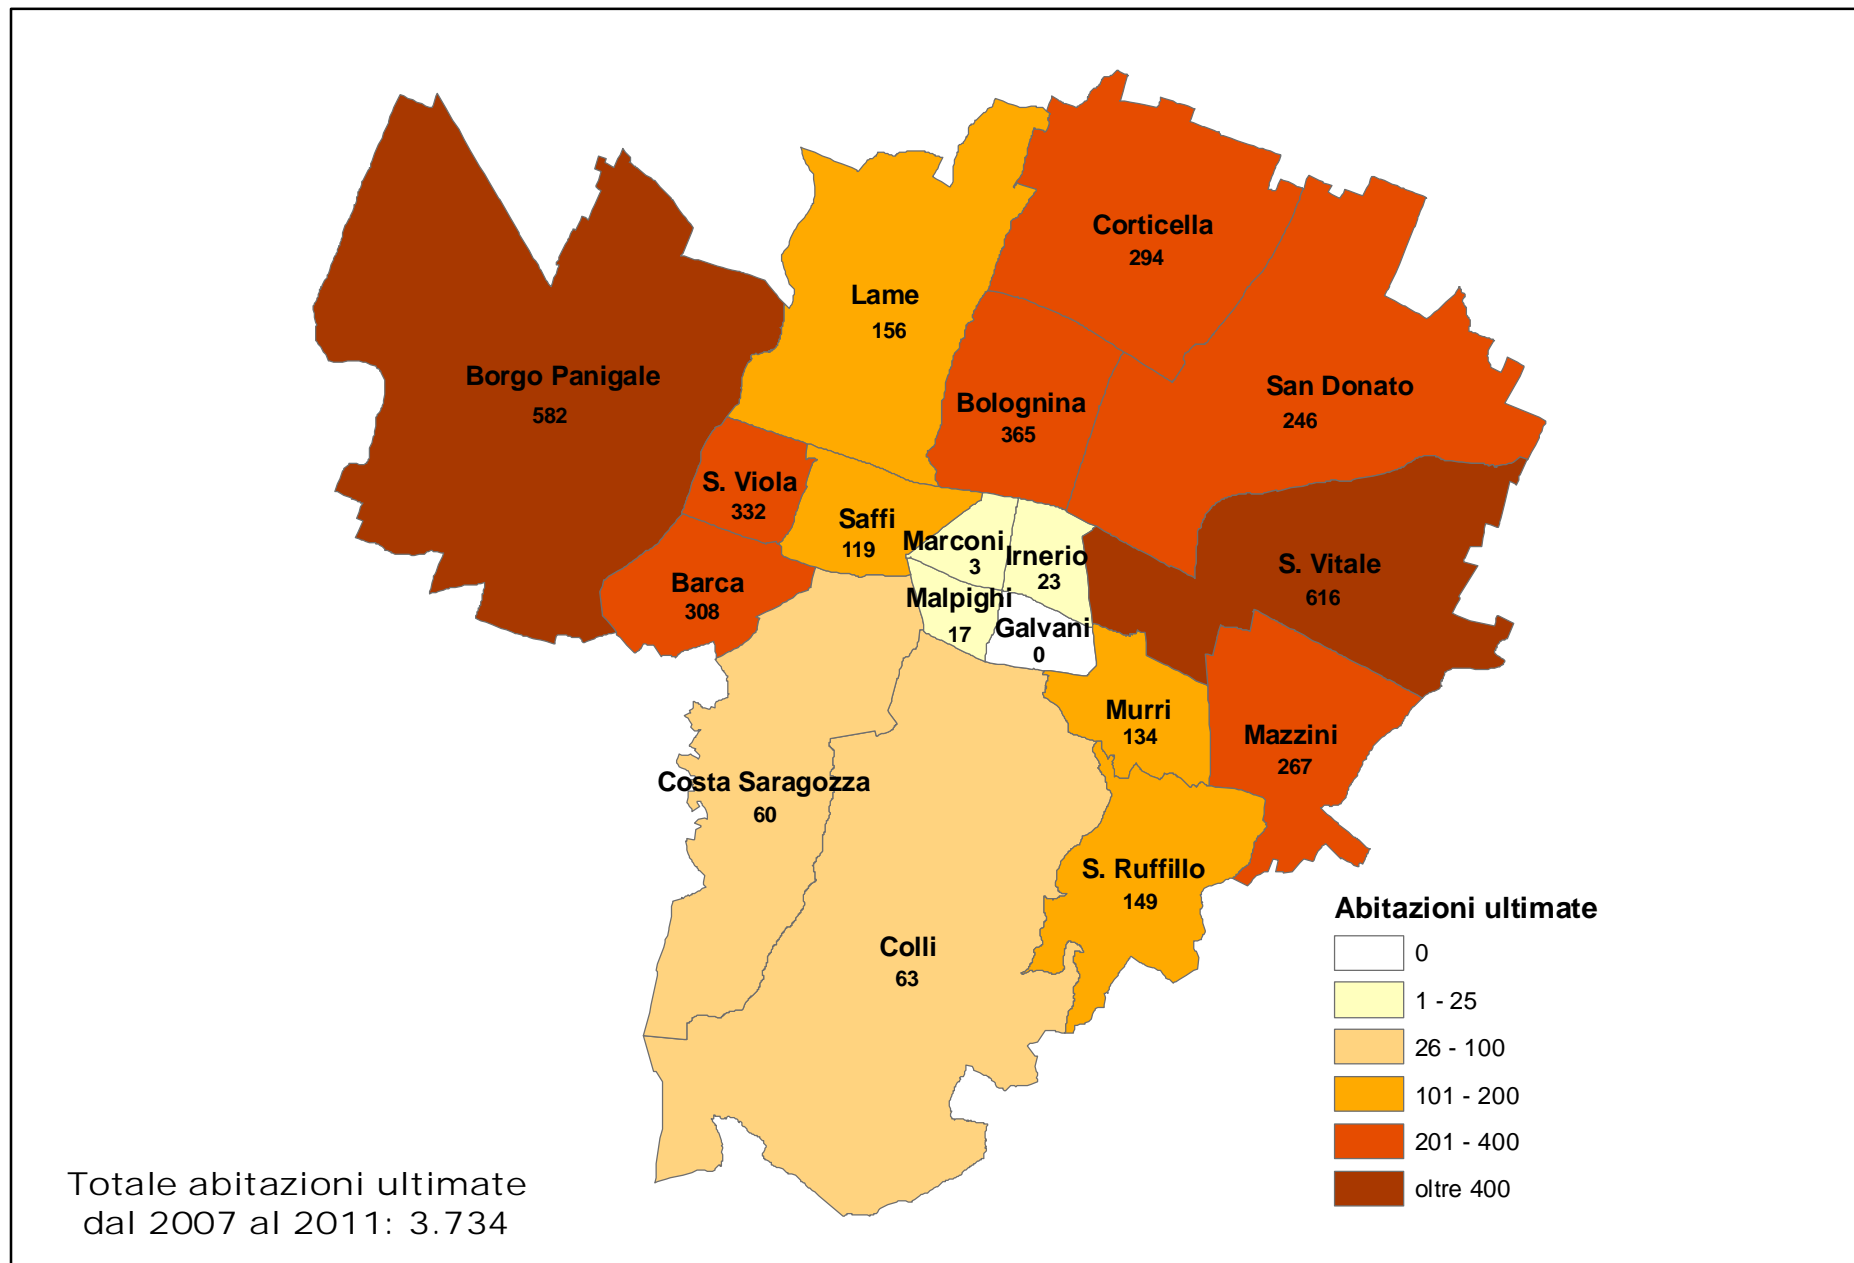 Corticella
294
Lame
156
Borgo Panigale
582
San Donato
246
Bolognina
365
S. Viola
332
Saffi
119
Marconi
3
Irnerio
23
S. Vitale
616
Barca
308
Malpighi
17
Galvani
0
Murri
134
Mazzini
267
Costa Saragozza
60
S. Ruffillo
149
Colli
63
Abitazioni ultimate
0
1 - 25
26 - 100
101 - 200
201 - 400
oltre 400
Totale abitazioni ultimate
dal 2007 al 2011: 3.734